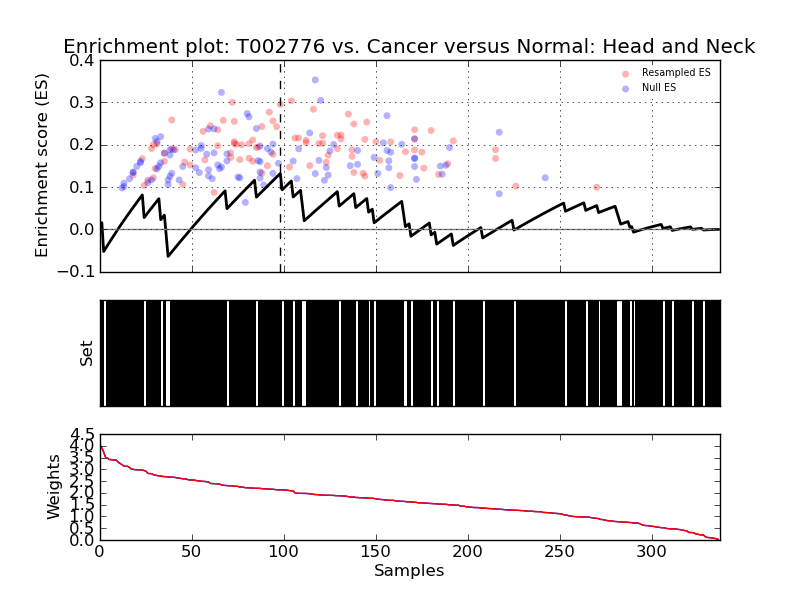 Enrichment plot: T002776 vs. Cancer versus Normal: Head and Neck
Enrichment score (ES)
0.4
0.3
0.2
0.1
0.0
−0.1
Resampled ES
Null ES
Set
Weights
4.5
4.0
3.5
3.0
2.5
2.0
1.5
1.0
0.5
0.0
0 50 100 150 200 250 300
Samples